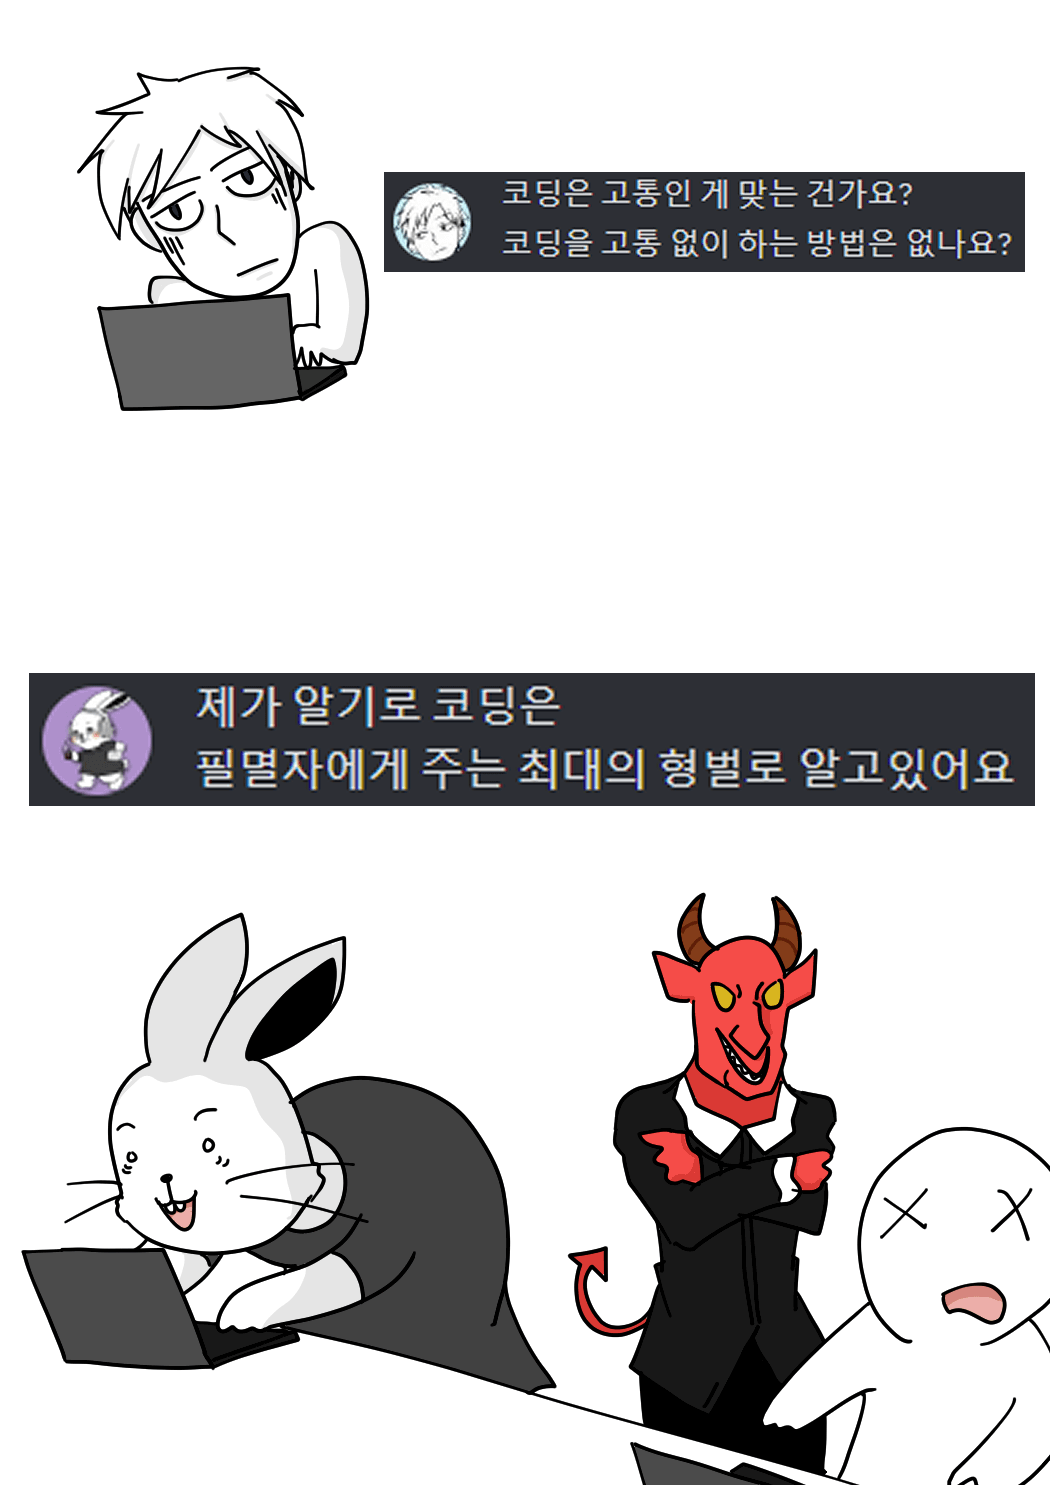 코딩은 고통인 게 맞는 건가요?
코딩을 고통 없이 하는 방법은 없나요?
제가 알기로 코딩은
필멸자에게 주는 최대의 형벌로 알고있어요